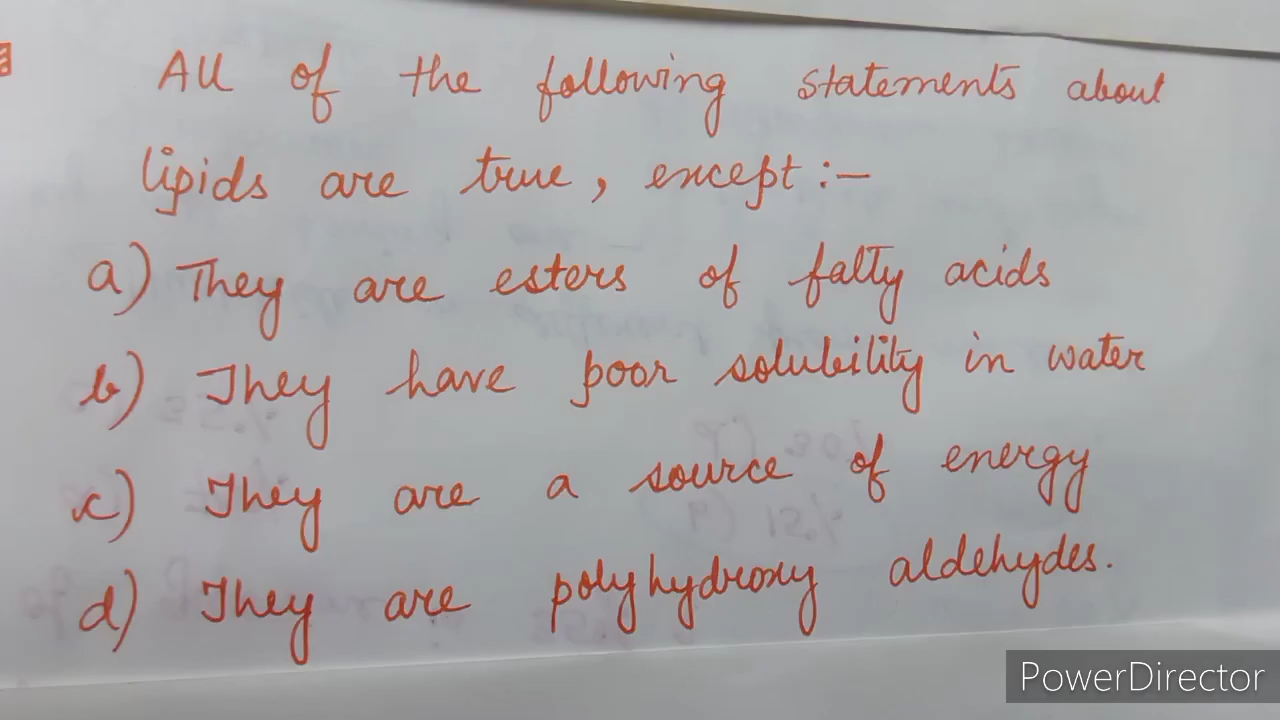 All of the following statements about
lipids are true, except :-
a) They are esters of fatty acids
b) They have poor solubility in water
c) They are a source of energy
d) They are polyhydroxy aldehydes.
PowerDirector